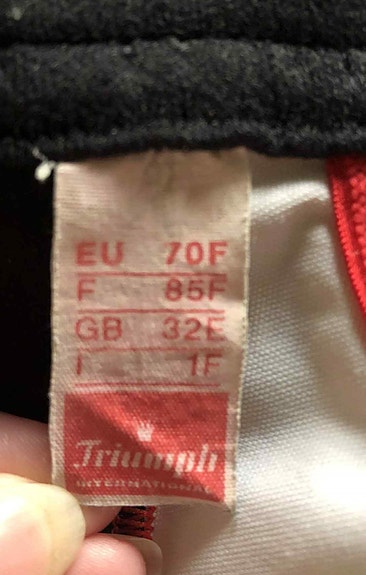 EU 70F
F 85F
GB 32E
I 1F
Triumph
INTERNATIONAL